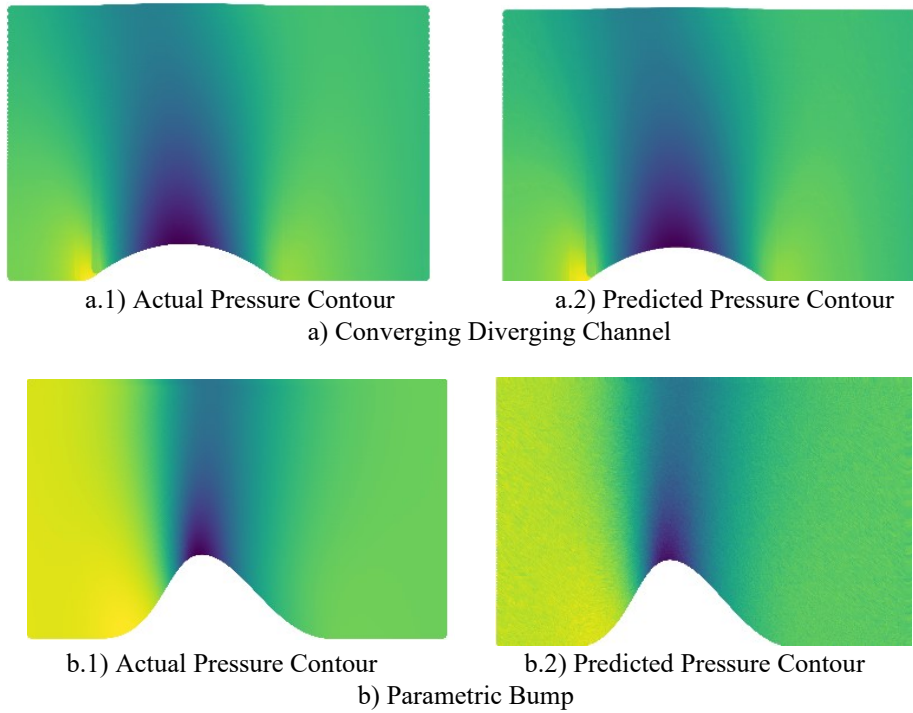 a.1) Actual Pressure Contour
a.2) Predicted Pressure Contour
a) Converging Diverging Channel
b.1) Actual Pressure Contour
b.2) Predicted Pressure Contour
b) Parametric Bump